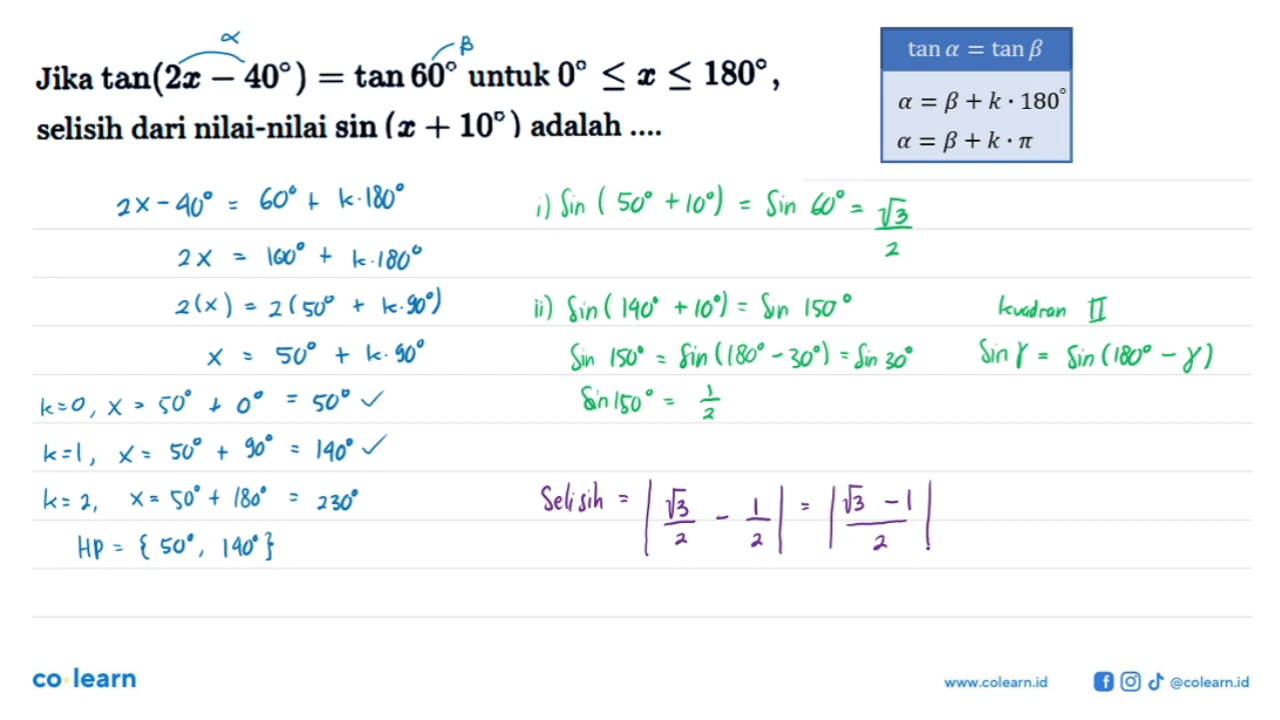 α β
Jika tan(2x − 40°) = tan 60° untuk 0° ≤ x ≤ 180°,
selisih dari nilai-nilai sin (x + 10°) adalah ....
tan α = tan β
α = β + k · 180°
α = β + k · π
2x − 40° = 60° + k·180°
2x = 100° + k·180°
2(x) = 2(50° + k·90°)
x = 50° + k·90°
k=0, x = 50° + 0° = 50° ✓
k=1, x = 50° + 90° = 140° ✓
k=2, x = 50° + 180° = 230°
HP = {50°, 140°}
i) Sin (50° + 10°) = Sin 60° = √3/2
ii) Sin (140° + 10°) = Sin 150° kuadran II
Sin 150° = Sin (180° − 30°) = Sin 30° Sin γ = Sin (180° − γ)
Sin 150° = 1/2
Selisih = |√3/2 − 1/2| = |√3 − 1/2|
co learn
www.colearn.id @colearn.id